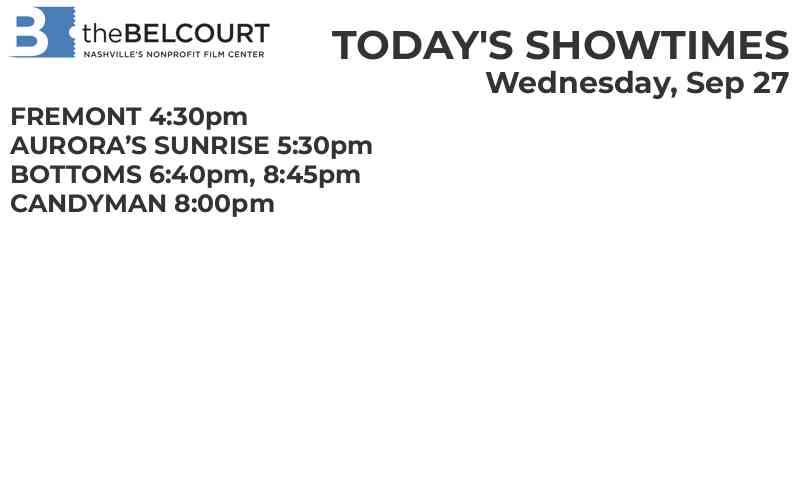 B theBELCOURT
NASHVILLE'S NONPROFIT FILM CENTER
TODAY'S SHOWTIMES
Wednesday, Sep 27
FREMONT 4:30pm
AURORA’S SUNRISE 5:30pm
BOTTOMS 6:40pm, 8:45pm
CANDYMAN 8:00pm